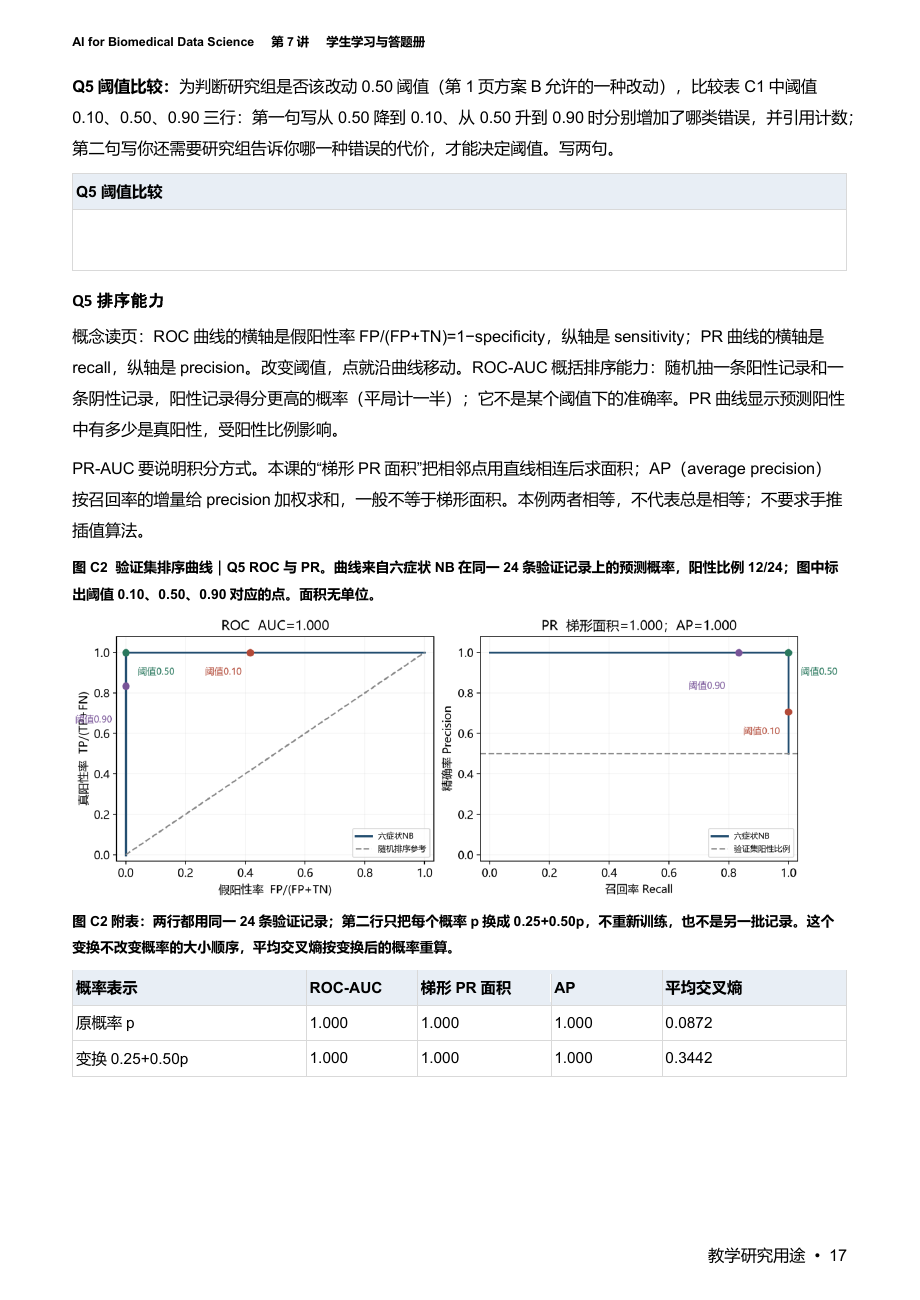 AI for Biomedical Data Science 第 7 讲 学生学习与答题册
Q5 阈值比较：为判断研究组是否该改动 0.50 阈值（第 1 页方案 B 允许的一种改动），比较表 C1 中阈值
0.10、0.50、0.90 三行：第一句写从 0.50 降到 0.10、从 0.50 升到 0.90 时分别增加了哪类错误，并引用计数；
第二句写你还需要研究组告诉你哪一种错误的代价，才能决定阈值。写两句。
Q5 阈值比较
Q5 排序能力
概念读页：ROC 曲线的横轴是假阳性率 FP/(FP+TN)=1−specificity，纵轴是 sensitivity；PR 曲线的横轴是
recall，纵轴是 precision。改变阈值，点就沿曲线移动。ROC-AUC 概括排序能力：随机抽一条阳性记录和一
条阴性记录，阳性记录得分更高的概率（平局计一半）；它不是某个阈值下的准确率。PR 曲线显示预测阳性
中有多少是真阳性，受阳性比例影响。
PR-AUC 要说明积分方式。本课的“梯形 PR 面积”把相邻点用直线相连后求面积；AP（average precision）
按召回率的增量给 precision 加权求和，一般不等于梯形面积。本例两者相等，不代表总是相等；不要求手推
插值算法。
图 C2 验证集排序曲线｜Q5 ROC 与 PR。曲线来自六症状 NB 在同一 24 条验证记录上的预测概率，阳性比例 12/24；图中标
出阈值 0.10、0.50、0.90 对应的点。面积无单位。
ROC AUC=1.000
真阳性率 TP/(TP+FN)
1.0
0.8
0.6
0.4
0.2
0.0
阈值0.50
阈值0.10
阈值0.90
六症状NB
随机排序参考
0.0 0.2 0.4 0.6 0.8 1.0
假阳性率 FP/(FP+TN)
PR 梯形面积=1.000；AP=1.000
精确率 Precision
1.0
0.8
0.6
0.4
0.2
0.0
阈值0.50
阈值0.90
阈值0.10
六症状NB
验证集阳性比例
0.0 0.2 0.4 0.6 0.8 1.0
召回率 Recall
图 C2 附表：两行都用同一 24 条验证记录；第二行只把每个概率 p 换成 0.25+0.50p，不重新训练，也不是另一批记录。这个
变换不改变概率的大小顺序，平均交叉熵按变换后的概率重算。
概率表示 ROC-AUC 梯形 PR 面积 AP 平均交叉熵
原概率 p 1.000 1.000 1.000 0.0872
变换 0.25+0.50p 1.000 1.000 1.000 0.3442
教学研究用途 • 17